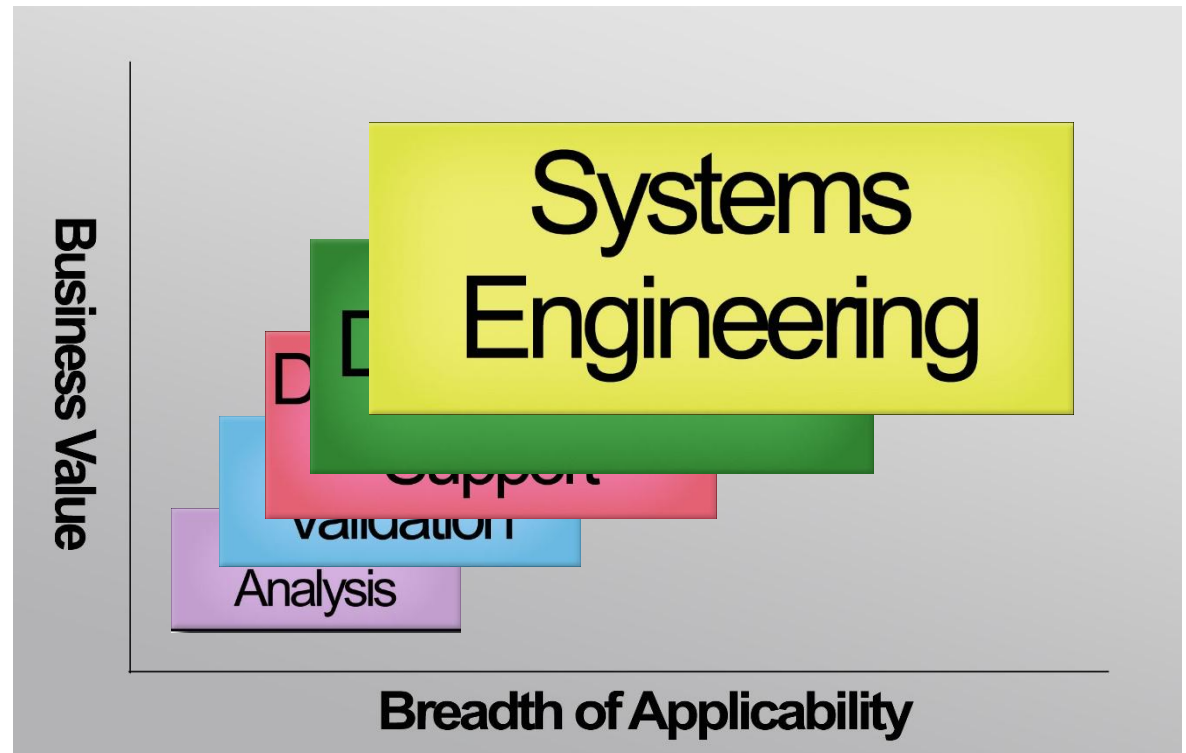 Business Value
Systems
Engineering
D
D
Support
Validation
Analysis
Breadth of Applicability